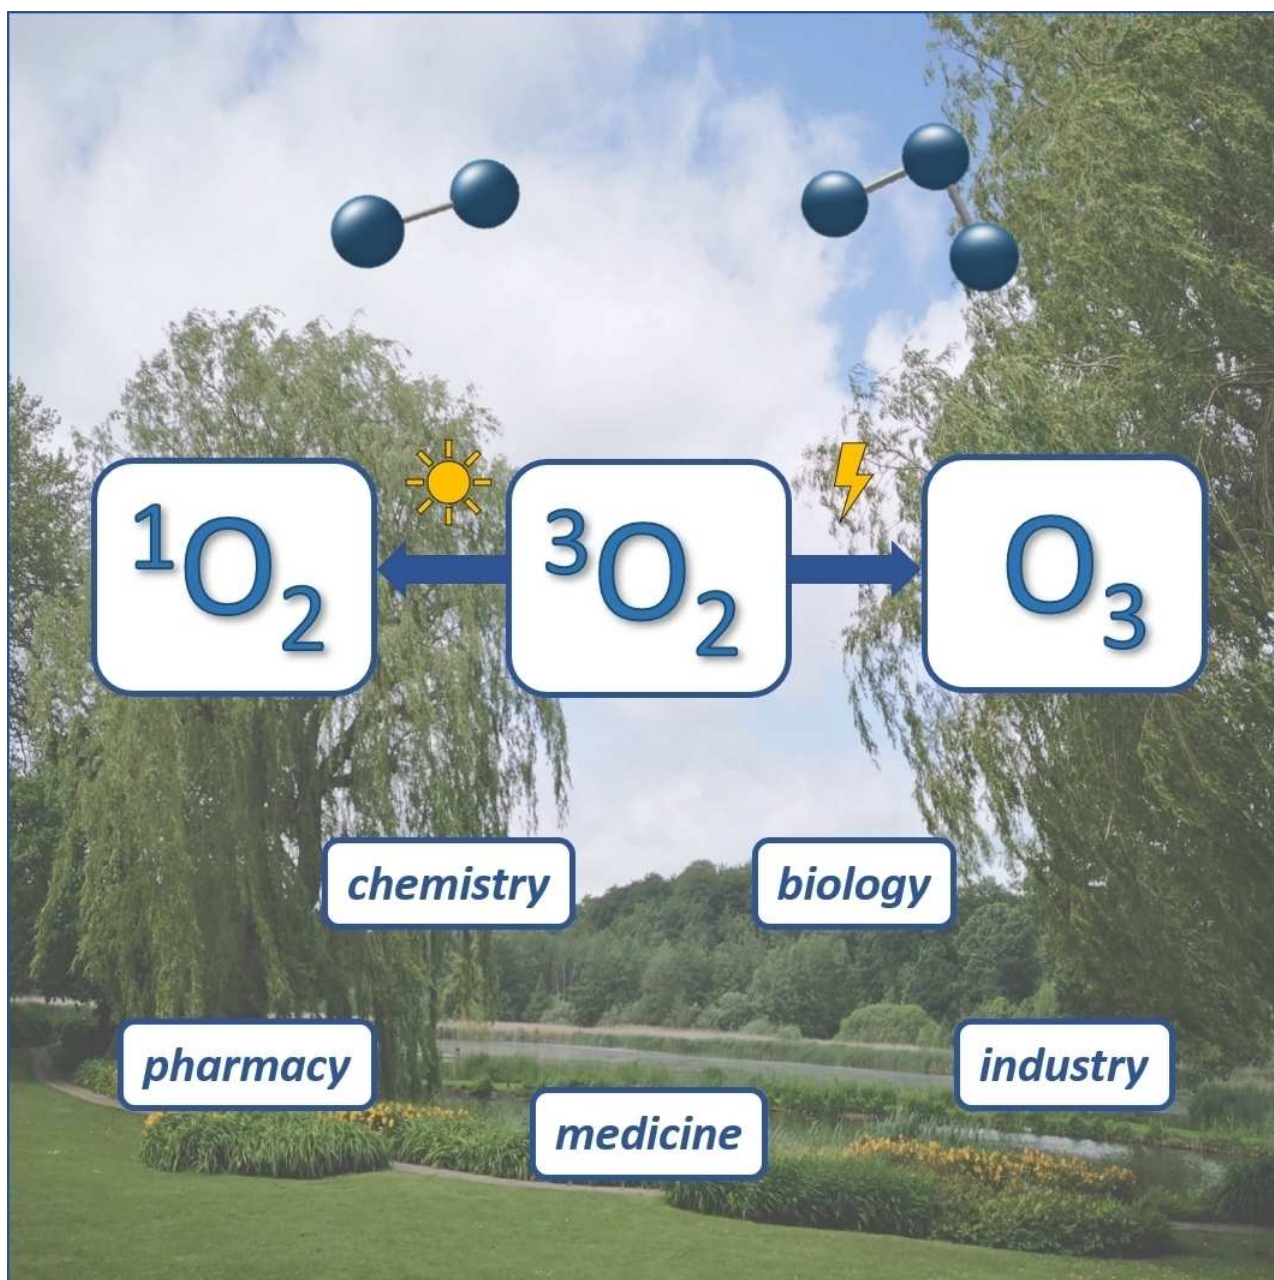 ¹O₂
³O₂
O₃
chemistry
biology
pharmacy
industry
medicine